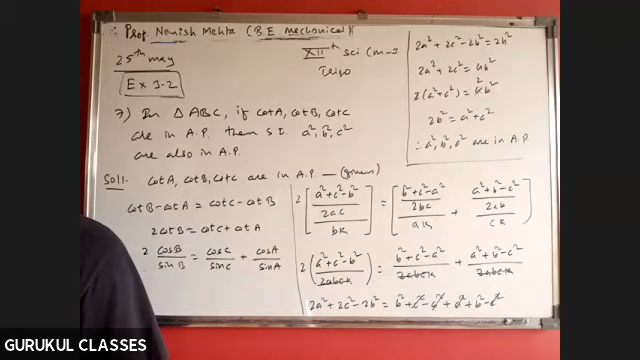 Prof. Nemish Mehta (B.E Mechanical)
25th may
XIIth Sci (m-I
Trigo
Ex 3.2
7) In △ABC, if cotA, cotB, cotC
are in A.P. then S.T. a², b², c²
are also in A.P.
Sol1. cotA, cotB, cotC are in A.P. — (given)
cotB - cotA = cotC - cotB
2cotB = cotC + cotA
2 cosB/sinB = cosC/sinC + cosA/sinA
2 [ (a²+c²-b²)/2ac / bk ] = [ (b²+c²-a²)/2bc / ak + (a²+b²-c²)/2ab / ck ]
2 (a²+c²-b²)/2abck = (b²+c²-a²)/2abck + (a²+b²-c²)/2abck
2a²+2c²-2b² = b²+c²-a²+a²+b²-c²
2a²+2c²-2b²=2b²
2a²+2c²=4b²
2(a²+c²)=4b²
2
2b²=a²+c²
∴ a², b², c² are in A.P.
GURUKUL CLASSES